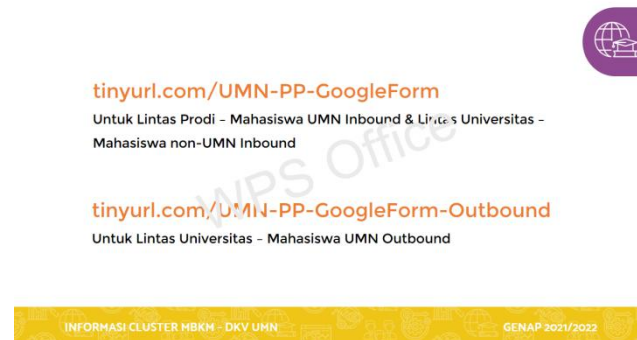 tinyurl.com/UMN-PP-GoogleForm
Untuk Lintas Prodi – Mahasiswa UMN Inbound & Lintas Universitas –
Mahasiswa non-UMN Inbound
WPS Office
tinyurl.com/UMN-PP-GoogleForm-Outbound
Untuk Lintas Universitas – Mahasiswa UMN Outbound
INFORMASI CLUSTER MBKM - DKV UMN
GENAP 2021/2022